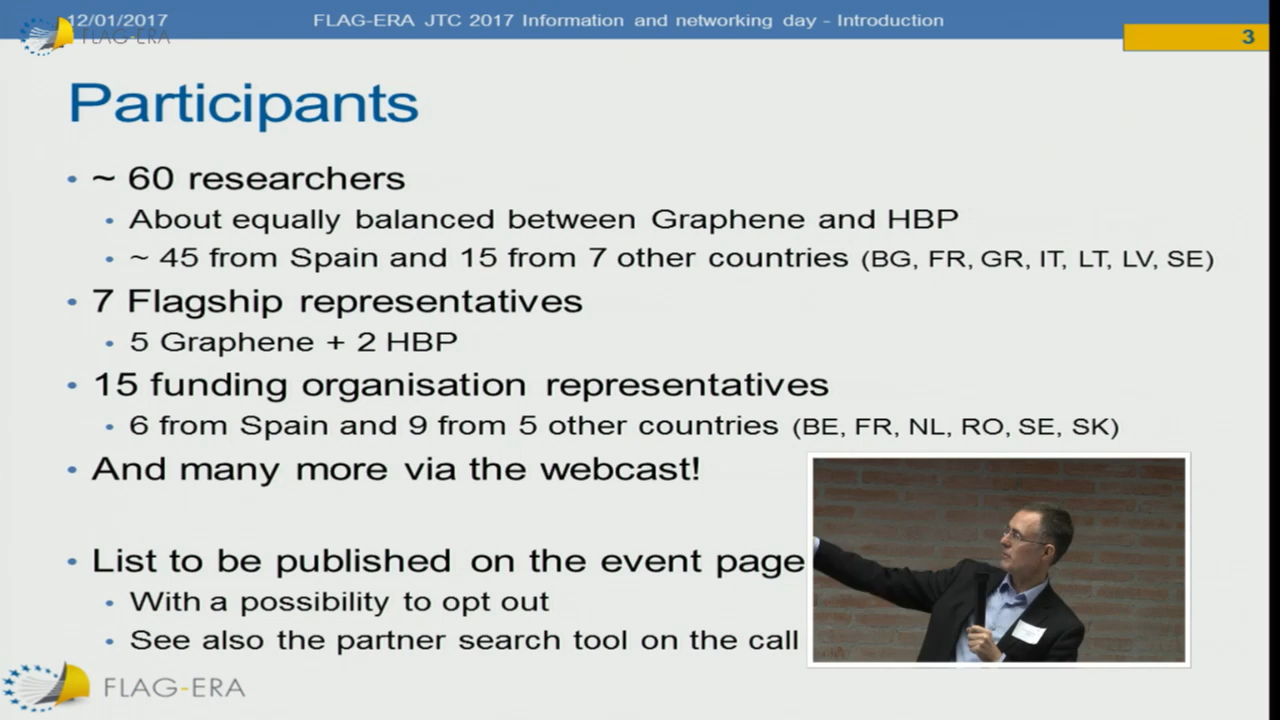 12/01/2017 FLAG-ERA JTC 2017 Information and networking day - Introduction
FLAG-ERA
3
Participants
• ~ 60 researchers
• About equally balanced between Graphene and HBP
• ~ 45 from Spain and 15 from 7 other countries (BG, FR, GR, IT, LT, LV, SE)
• 7 Flagship representatives
• 5 Graphene + 2 HBP
• 15 funding organisation representatives
• 6 from Spain and 9 from 5 other countries (BE, FR, NL, RO, SE, SK)
• And many more via the webcast!
• List to be published on the event page
• With a possibility to opt out
• See also the partner search tool on the call
FLAG-ERA